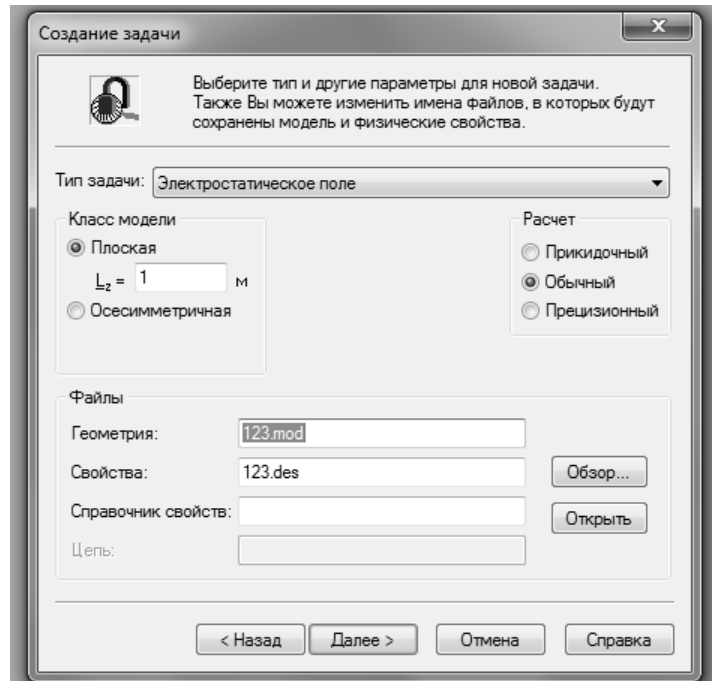 Создание задачи
x
Выберите тип и другие параметры для новой задачи.
Также Вы можете изменить имена файлов, в которых будут
сохранены модель и физические свойства.
Тип задачи: Электростатическое поле
Класс модели
Плоская
Lz = 1 м
Осесимметричная
Расчет
Прикидочный
Обычный
Прецизионный
Файлы
Геометрия: 123.mod
Свойства: 123.des Обзор...
Справочник свойств: Открыть
Цепь:
< Назад Далее > Отмена Справка